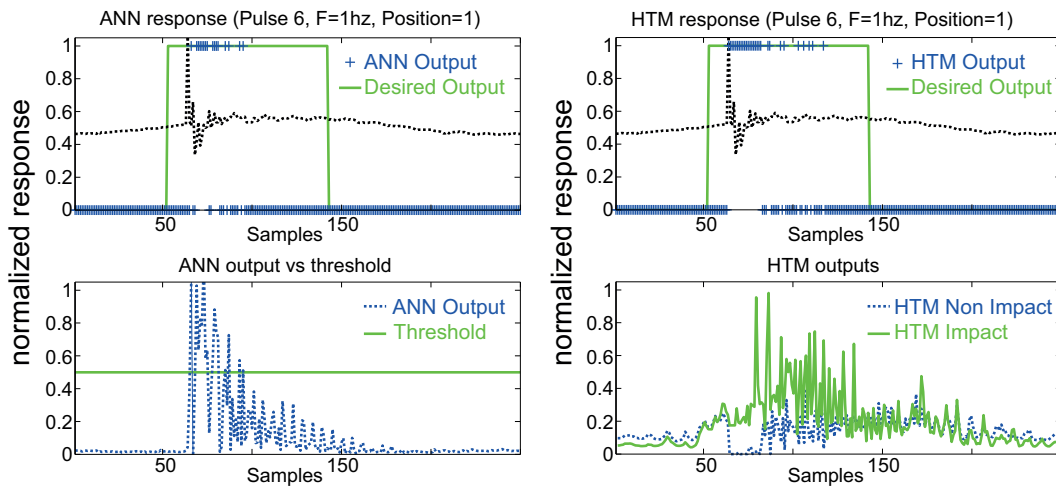 ANN response (Pulse 6, F=1hz, Position=1)
1
0.8
0.6
0.4
0.2
0
50
150
Samples
normalized response
ANN Output
Desired Output
HTM response (Pulse 6, F=1hz, Position=1)
1
0.8
0.6
0.4
0.2
0
50
150
Samples
normalized response
HTM Output
Desired Output
ANN output vs threshold
1
0.8
0.6
0.4
0.2
0
50
150
Samples
ANN Output
Threshold
HTM outputs
1
0.8
0.6
0.4
0.2
0
50
150
Samples
HTM Non Impact
HTM Impact